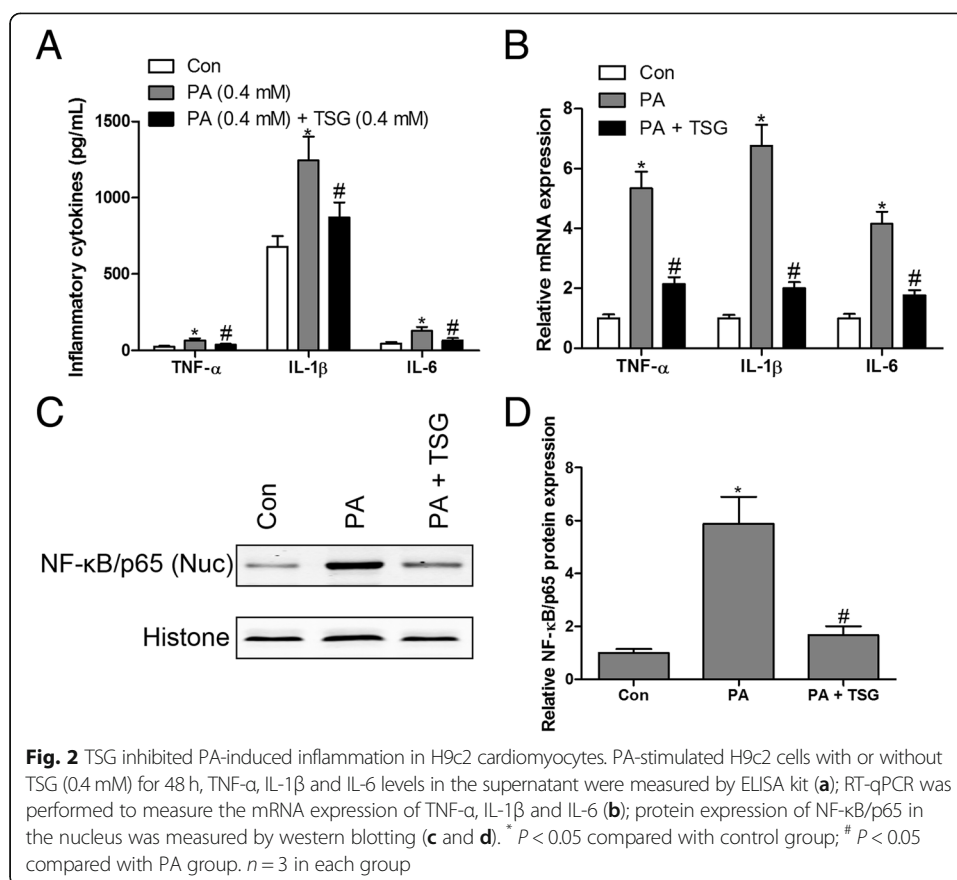 A
Con
PA (0.4 mM)
PA (0.4 mM) + TSG (0.4 mM)
Inflammatory cytokines (pg/mL)
1500
1000
500
0
*
#
*
#
*
#
TNF-α
IL-1β
IL-6
B
Con
PA
PA + TSG
Relative mRNA expression
8
6
4
2
0
*
#
*
#
*
#
TNF-α
IL-1β
IL-6
C
Con
PA
PA + TSG
NF-κB/p65 (Nuc)
Histone
D
Relative NF-κB/p65 protein expression
8
6
4
2
0
*
#
Con
PA
PA + TSG
Fig. 2 TSG inhibited PA-induced inflammation in H9c2 cardiomyocytes. PA-stimulated H9c2 cells with or without
TSG (0.4 mM) for 48 h, TNF-α, IL-1β and IL-6 levels in the supernatant were measured by ELISA kit (a); RT-qPCR was
performed to measure the mRNA expression of TNF-α, IL-1β and IL-6 (b); protein expression of NF-κB/p65 in
the nucleus was measured by western blotting (c and d). * P < 0.05 compared with control group; # P < 0.05
compared with PA group. n = 3 in each group